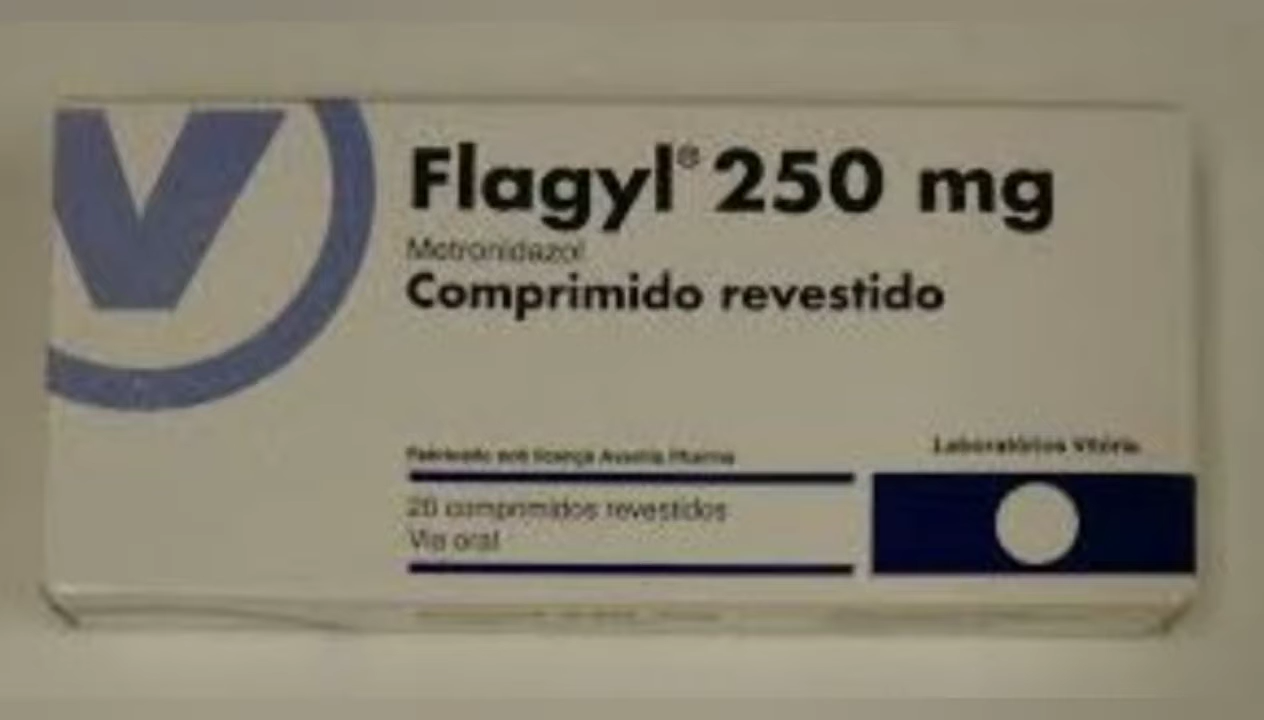 Flagyl® 250 mg
Metronidazol
Comprimido revestido
Fabricado sob licença Aventis Pharma
Laboratórios Vitória
20 comprimidos revestidos
Via oral